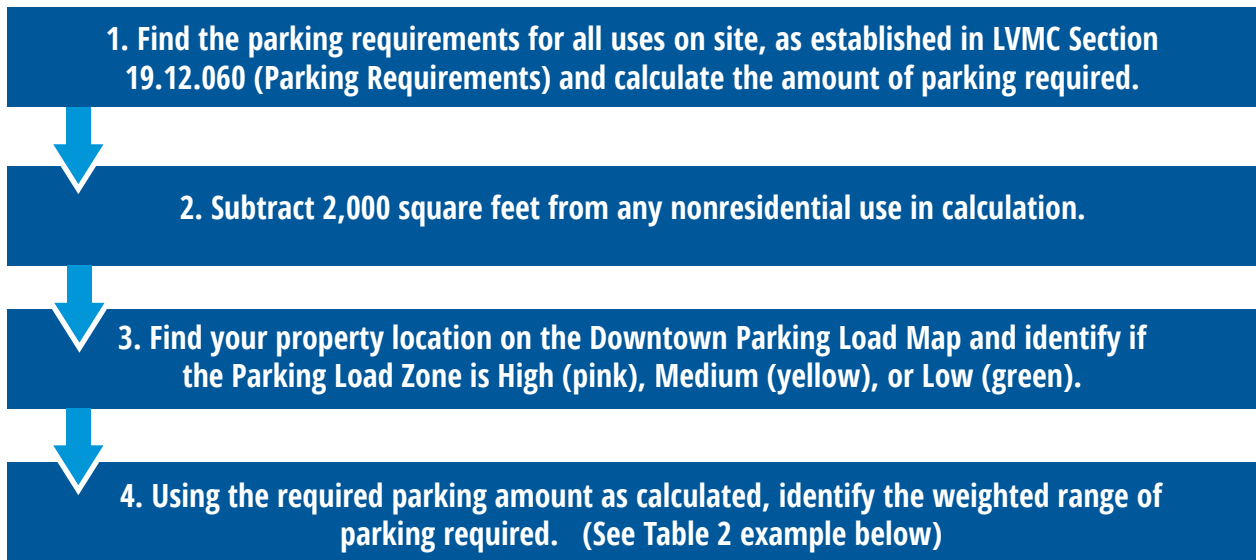 1. Find the parking requirements for all uses on site, as established in LVMC Section
19.12.060 (Parking Requirements) and calculate the amount of parking required.
2. Subtract 2,000 square feet from any nonresidential use in calculation.
3. Find your property location on the Downtown Parking Load Map and identify if
the Parking Load Zone is High (pink), Medium (yellow), or Low (green).
4. Using the required parking amount as calculated, identify the weighted range of
parking required. (See Table 2 example below)